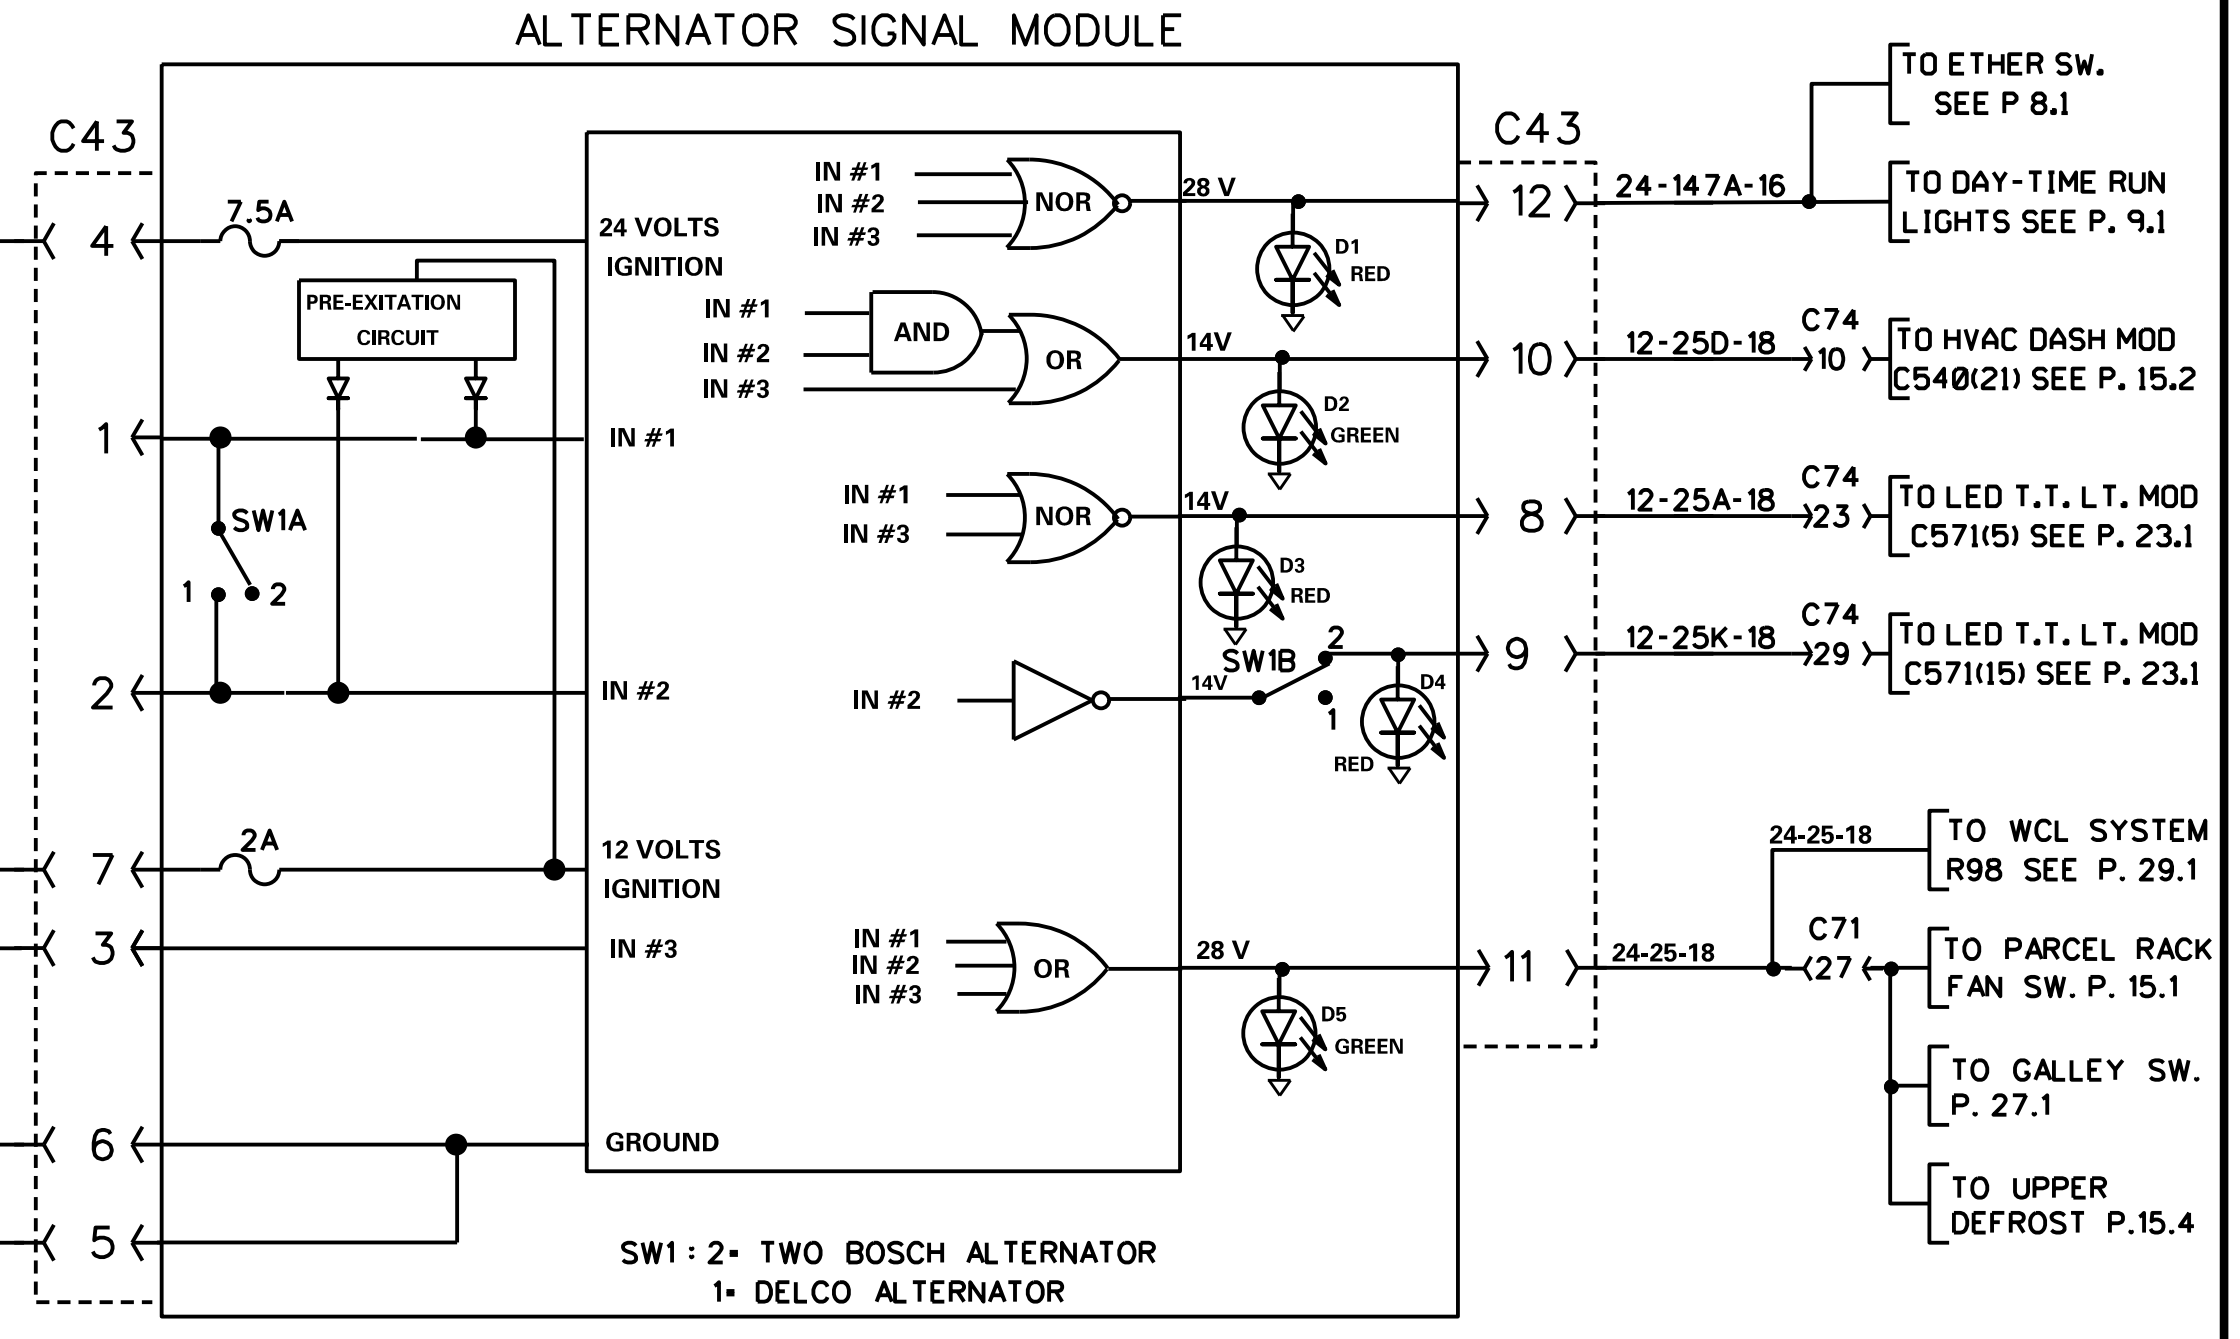 ALTERNATOR SIGNAL MODULE
C43
4
7.5A
PRE-EXITATION
CIRCUIT
1
SW1A
1
2
2
7
2A
3
6
5
24 VOLTS
IGNITION
IN #1
IN #2
12 VOLTS
IGNITION
IN #3
GROUND
IN #1
IN #2
IN #3
NOR
28 V
D1
RED
IN #1
IN #2
IN #3
AND
OR
14V
D2
GREEN
IN #1
IN #3
NOR
14V
D3
RED
IN #2
14V
SW1B
2
1
D4
RED
IN #1
IN #2
IN #3
OR
28 V
D5
GREEN
SW1 : 2- TWO BOSCH ALTERNATOR
1- DELCO ALTERNATOR
C43
12
24-147A-16
TO ETHER SW.
SEE P 8.1
TO DAY-TIME RUN
LIGHTS SEE P. 9.1
10
12-25D-18
C74
10
TO HVAC DASH MOD
C540(21) SEE P. 15.2
8
12-25A-18
C74
23
TO LED T.T. LT. MOD
C571(5) SEE P. 23.1
9
12-25K-18
C74
29
TO LED T.T. LT. MOD
C571(15) SEE P. 23.1
11
24-25-18
24-25-18
TO WCL SYSTEM
R98 SEE P. 29.1
C71
27
TO PARCEL RACK
FAN SW. P. 15.1
TO GALLEY SW.
P. 27.1
TO UPPER
DEFROST P.15.4